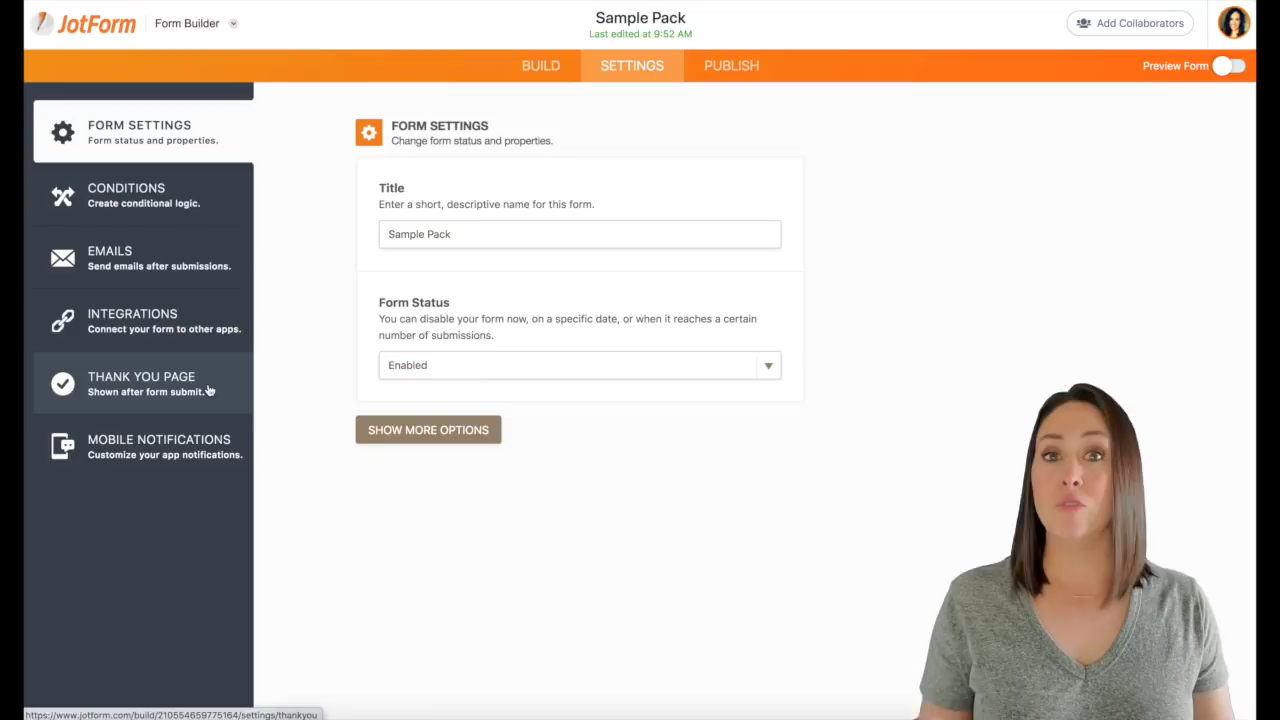 JotForm
Form Builder
Sample Pack
Last edited at 9:52 AM
Add Collaborators
BUILD
SETTINGS
PUBLISH
Preview Form
FORM SETTINGS
Form status and properties.
CONDITIONS
Create conditional logic.
EMAILS
Send emails after submissions.
INTEGRATIONS
Connect your form to other apps.
THANK YOU PAGE
Shown after form submit.
MOBILE NOTIFICATIONS
Customize your app notifications.
FORM SETTINGS
Change form status and properties.
Title
Enter a short, descriptive name for this form.
Sample Pack
Form Status
You can disable your form now, on a specific date, or when it reaches a certain
number of submissions.
Enabled
SHOW MORE OPTIONS
https://www.jotform.com/build/210554659775164/settings/thankyou